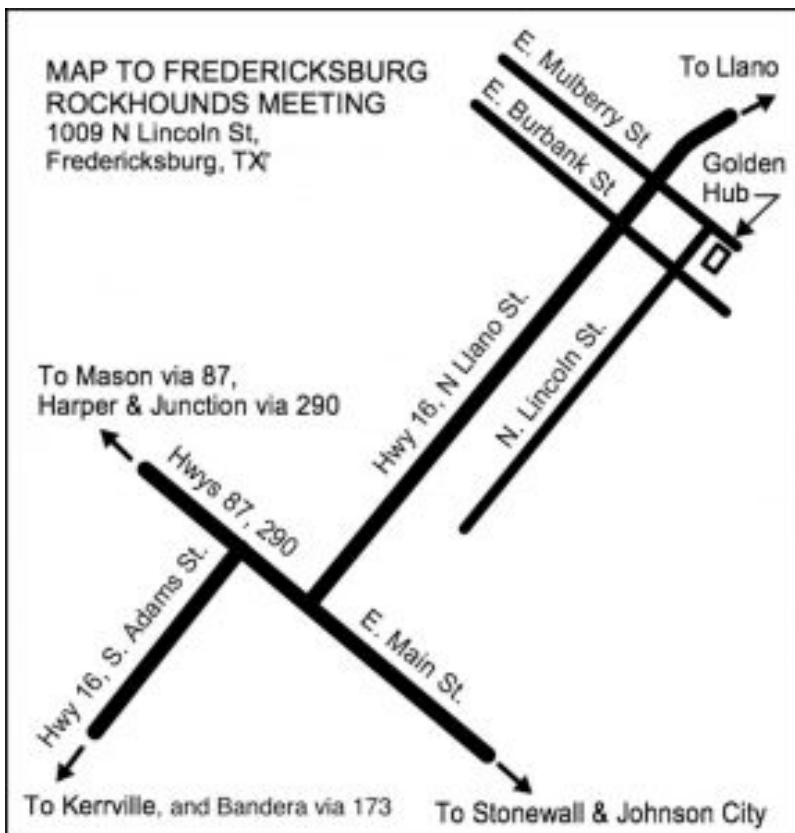 MAP TO FREDERICKSBURG
ROCKHOUNDS MEETING
1009 N Lincoln St,
Fredericksburg, TX
E. Mulberry St
E. Burbank St
To Llano
Golden
Hub
Hwy 16, N Llano St.
N. Lincoln St.
To Mason via 87,
Harper & Junction via 290
Hwys 87, 290
Hwy 16, S. Adams St.
E. Main St.
To Kerrville, and Bandera via 173
To Stonewall & Johnson City